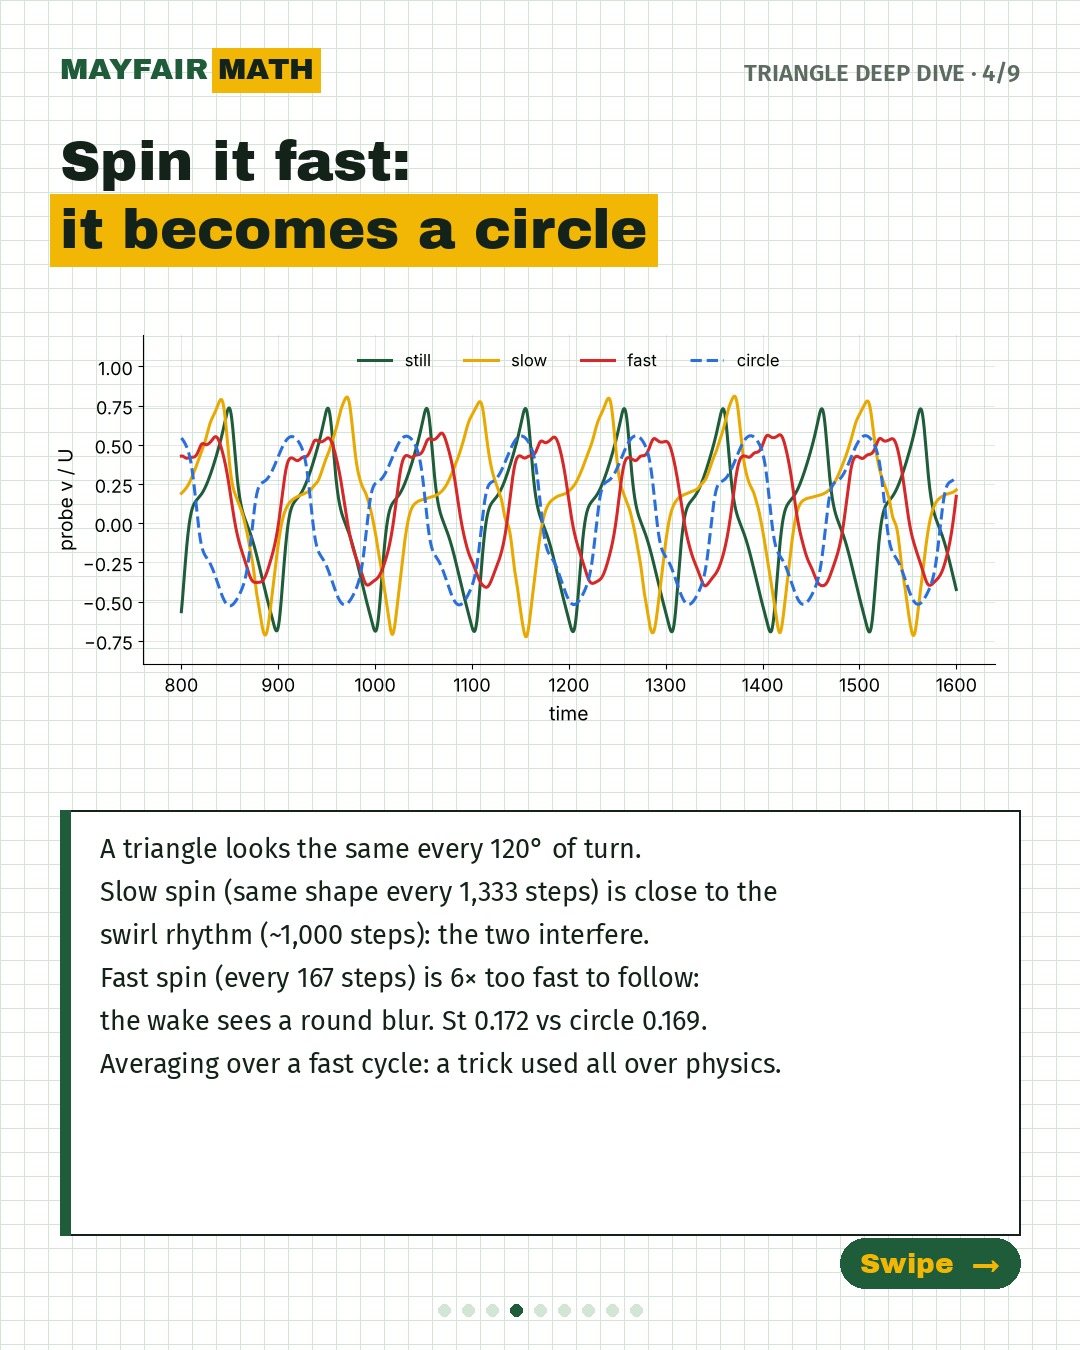 MAYFAIR MATH
TRIANGLE DEEP DIVE · 4/9
Spin it fast:
it becomes a circle
still
slow
fast
circle
probe v / U
1.00
0.75
0.50
0.25
0.00
−0.25
−0.50
−0.75
800
900
1000
1100
1200
1300
1400
1500
1600
time
A triangle looks the same every 120° of turn.
Slow spin (same shape every 1,333 steps) is close to the
swirl rhythm (~1,000 steps): the two interfere.
Fast spin (every 167 steps) is 6× too fast to follow:
the wake sees a round blur. St 0.172 vs circle 0.169.
Averaging over a fast cycle: a trick used all over physics.
Swipe →